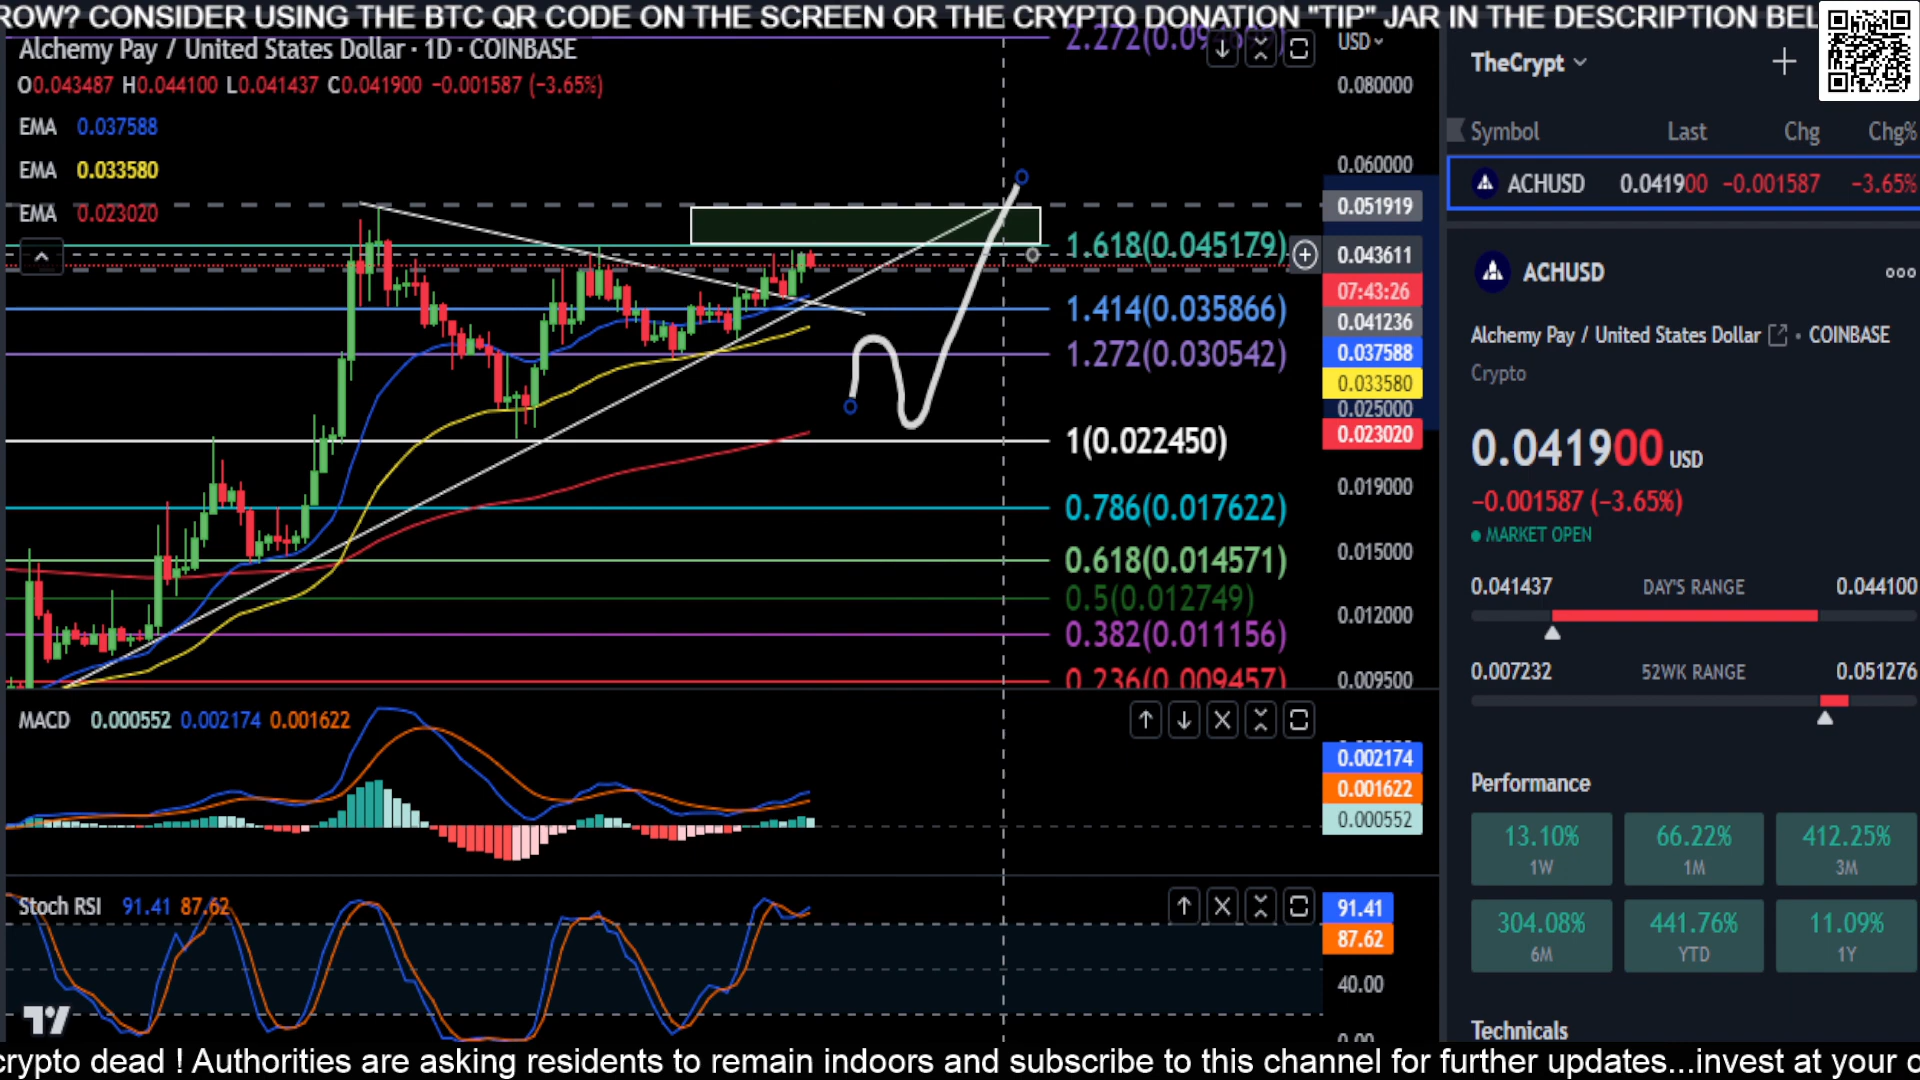 ROW? CONSIDER USING THE BTC QR CODE ON THE SCREEN OR THE CRYPTO DONATION "TIP" JAR IN THE DESCRIPTION BEL
Alchemy Pay / United States Dollar · 1D · COINBASE
O0.043487 H0.044100 L0.041437 C0.041900 −0.001587 (−3.65%)
EMA 0.037588
EMA 0.033580
EMA 0.023020
1.618(0.045179)
1.414(0.035866)
1.272(0.030542)
1(0.022450)
0.786(0.017622)
0.618(0.014571)
0.5(0.012749)
0.382(0.011156)
0.236(0.009457)
USD
0.080000
0.060000
0.051919
0.043611
07:43:26
0.041236
0.037588
0.033580
0.025000
0.023020
0.019000
0.015000
0.012000
0.009500
MACD 0.000552 0.002174 0.001622
0.002174
0.001622
0.000552
Stoch RSI 91.41 87.62
91.41
87.62
40.00
0.00
TheCrypt
Symbol Last Chg Chg%
ACHUSD 0.041900 −0.001587 −3.65%
ACHUSD
Alchemy Pay / United States Dollar · COINBASE
Crypto
0.041900 USD
−0.001587 (−3.65%)
MARKET OPEN
0.041437 DAY'S RANGE 0.044100
0.007232 52WK RANGE 0.051276
Performance
13.10% 66.22% 412.25%
1W 1M 3M
304.08% 441.76% 11.09%
6M YTD 1Y
Technicals
crypto dead ! Authorities are asking residents to remain indoors and subscribe to this channel for further updates...invest at your o